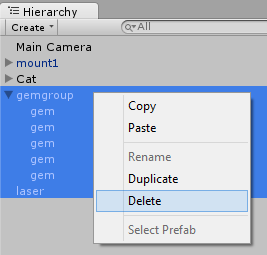 Hierarchy
Create
All
Main Camera
mount1
Cat
gemgroup
gem
gem
gem
gem
gem
laser
Copy
Paste
Rename
Duplicate
Delete
Select Prefab